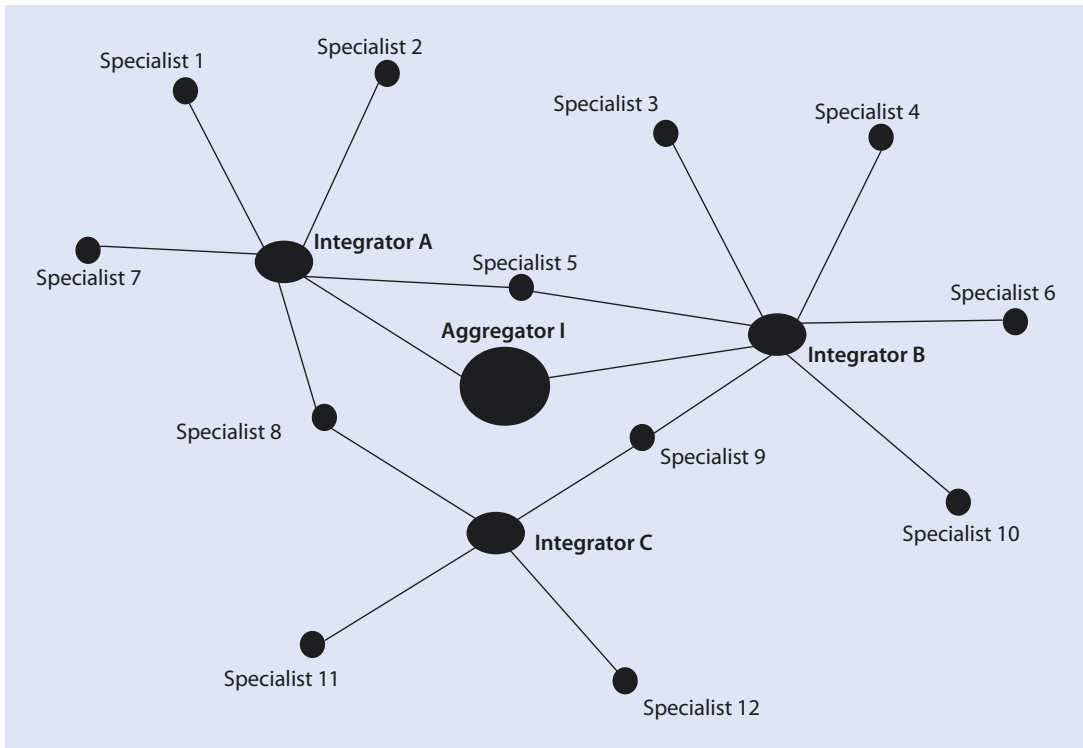 Specialist 1
Specialist 2
Specialist 3
Specialist 4
Integrator A
Specialist 5
Specialist 7
Specialist 6
Aggregator I
Integrator B
Specialist 8
Specialist 9
Specialist 10
Integrator C
Specialist 11
Specialist 12